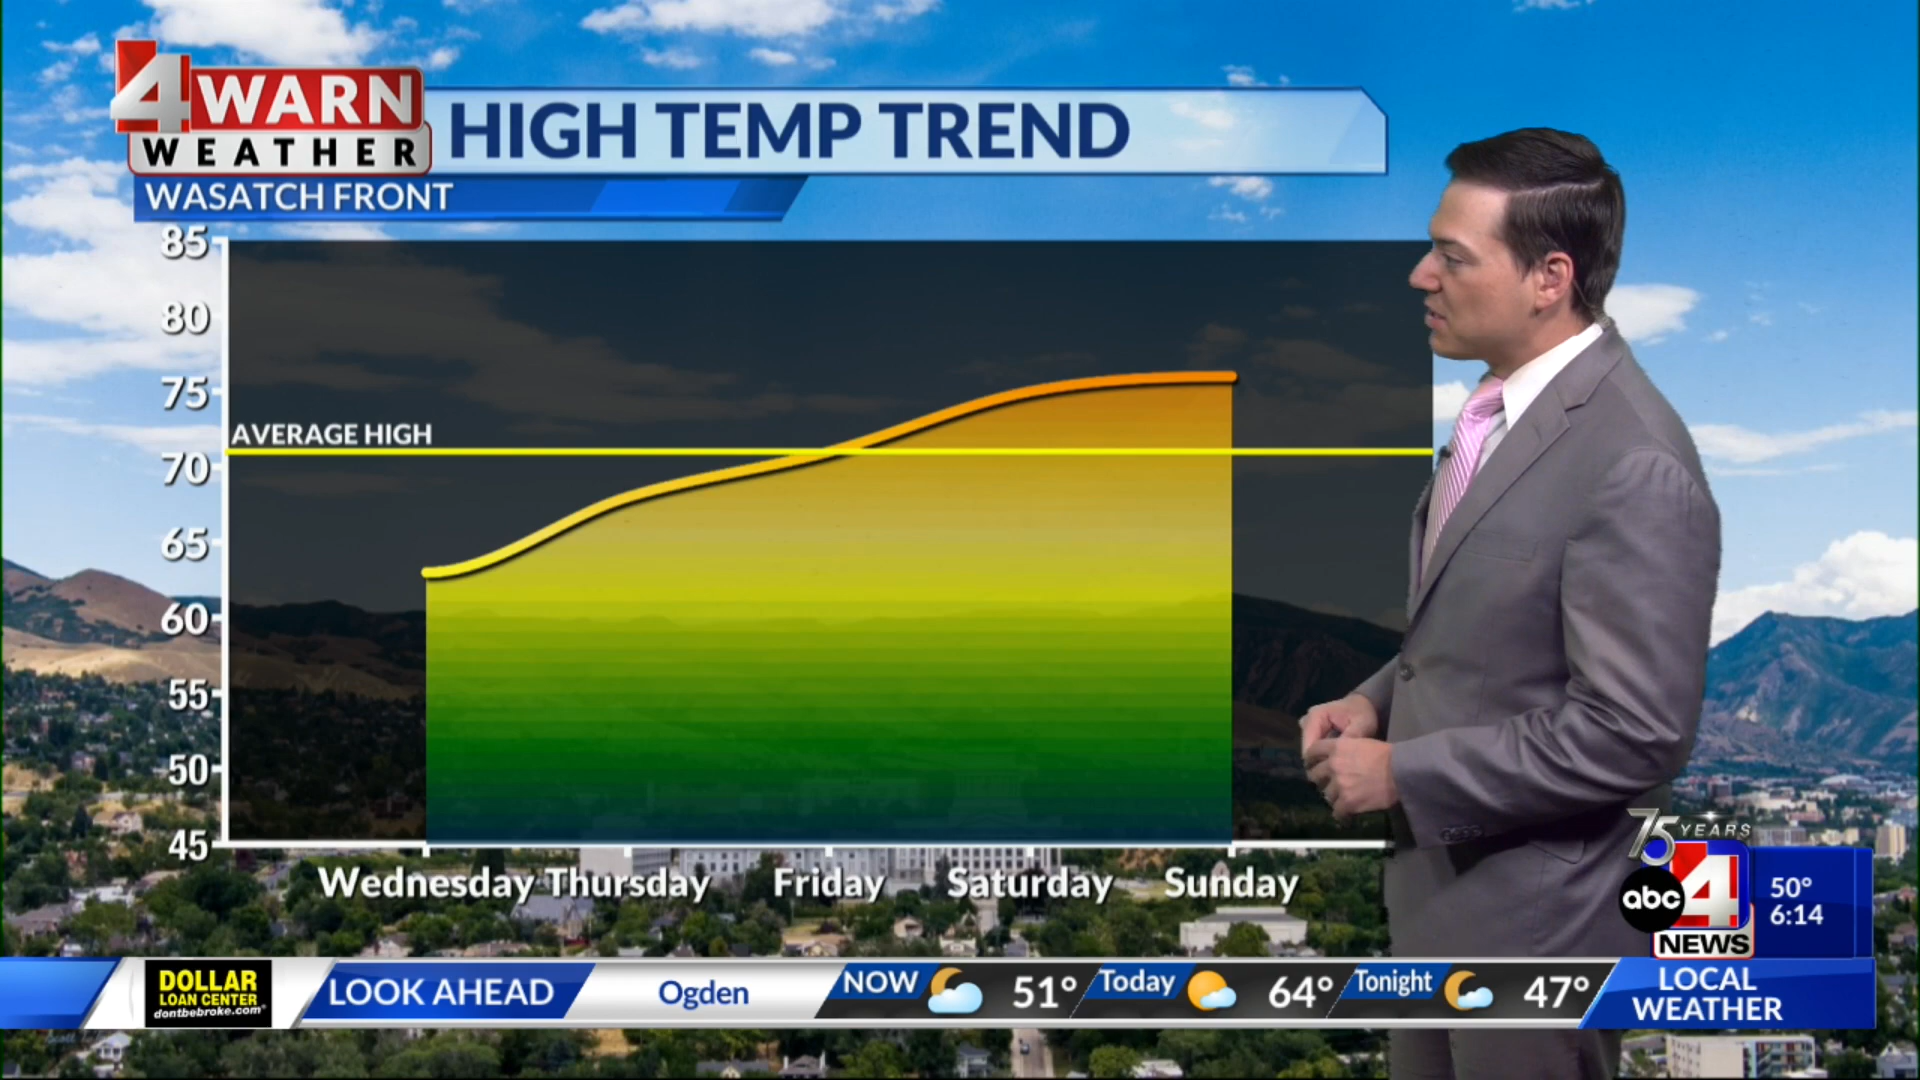 4WARN
WEATHER
HIGH TEMP TREND
WASATCH FRONT
85
80
75
AVERAGE HIGH
70
65
60
55
50
45
Wednesday Thursday Friday Saturday Sunday
75 YEARS
abc 4
NEWS
50°
6:14
DOLLAR
LOAN CENTER
dontbebroke.com
LOOK AHEAD
Ogden
NOW 51°
Today 64°
Tonight 47°
LOCAL
WEATHER